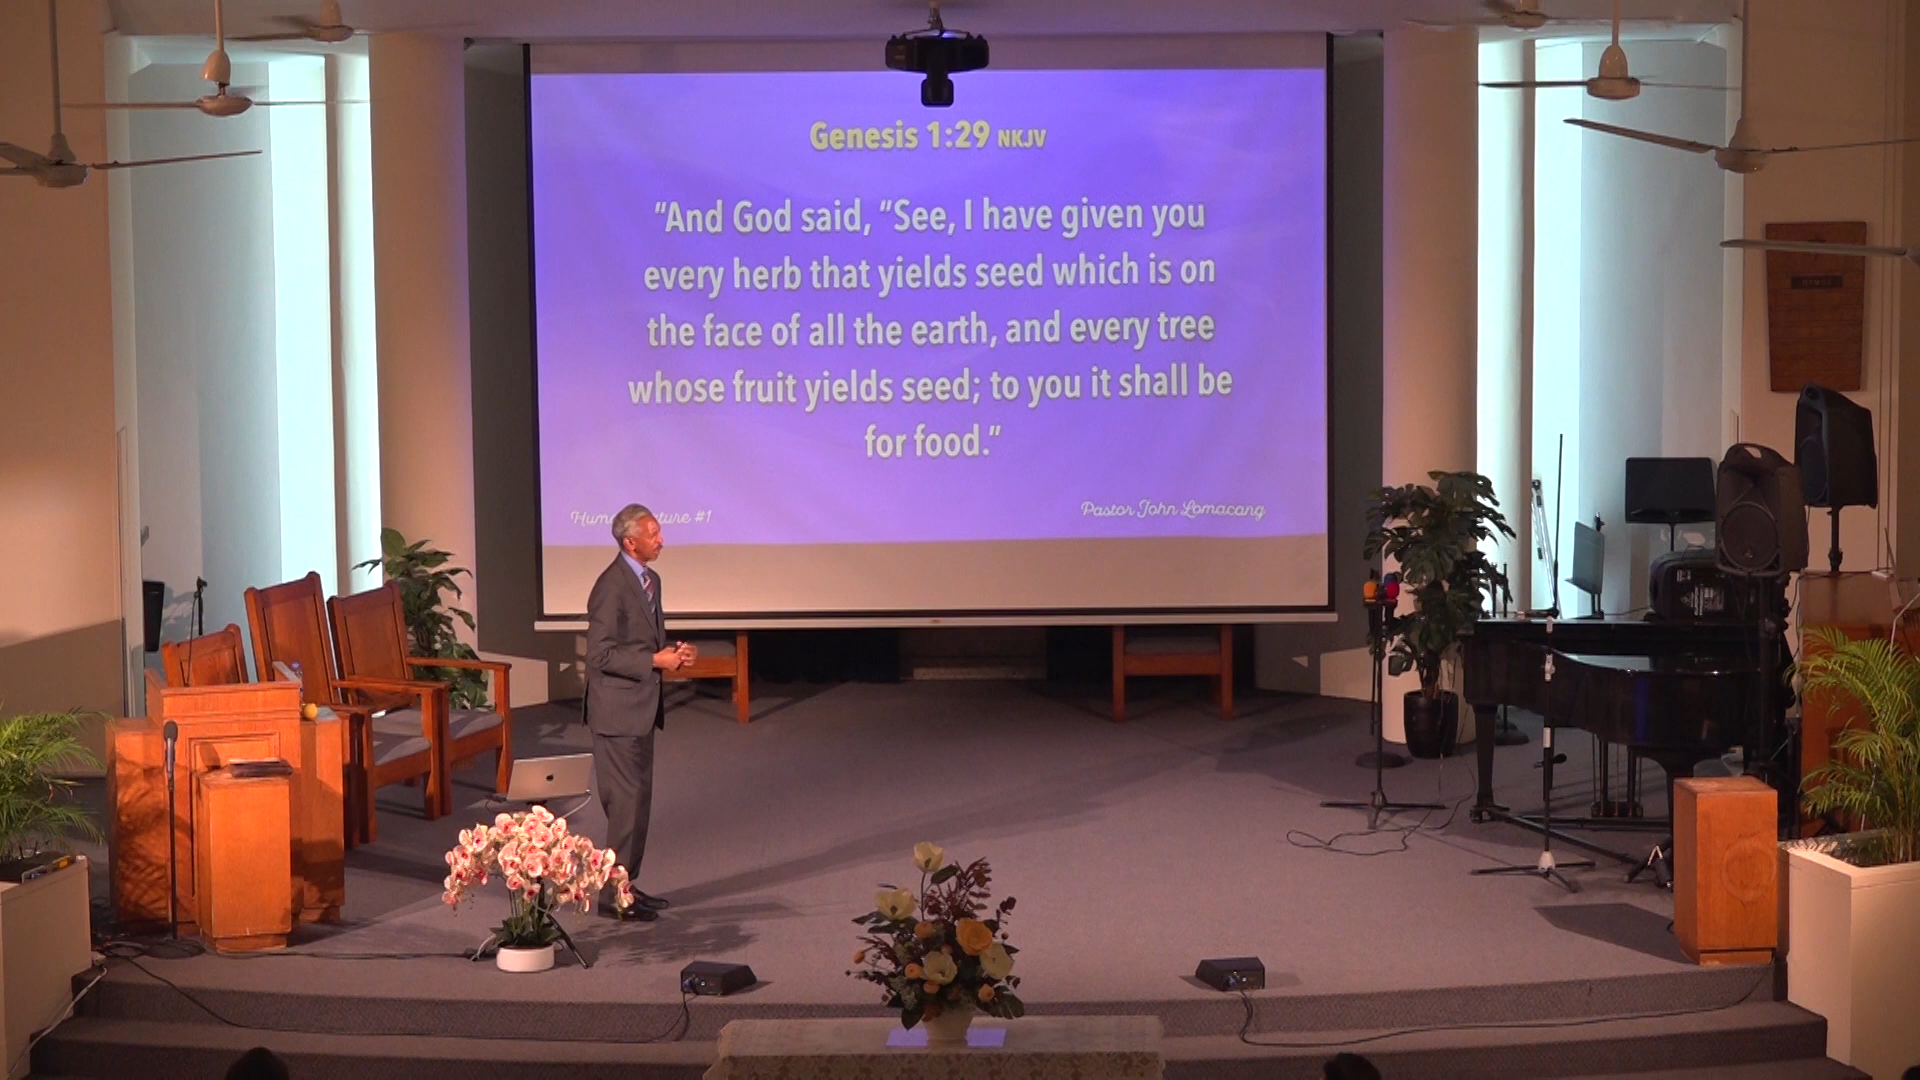 Genesis 1:29 NKJV
"And God said, "See, I have given you
every herb that yields seed which is on
the face of all the earth, and every tree
whose fruit yields seed; to you it shall be
for food."
#1
Pastor John Lomacang